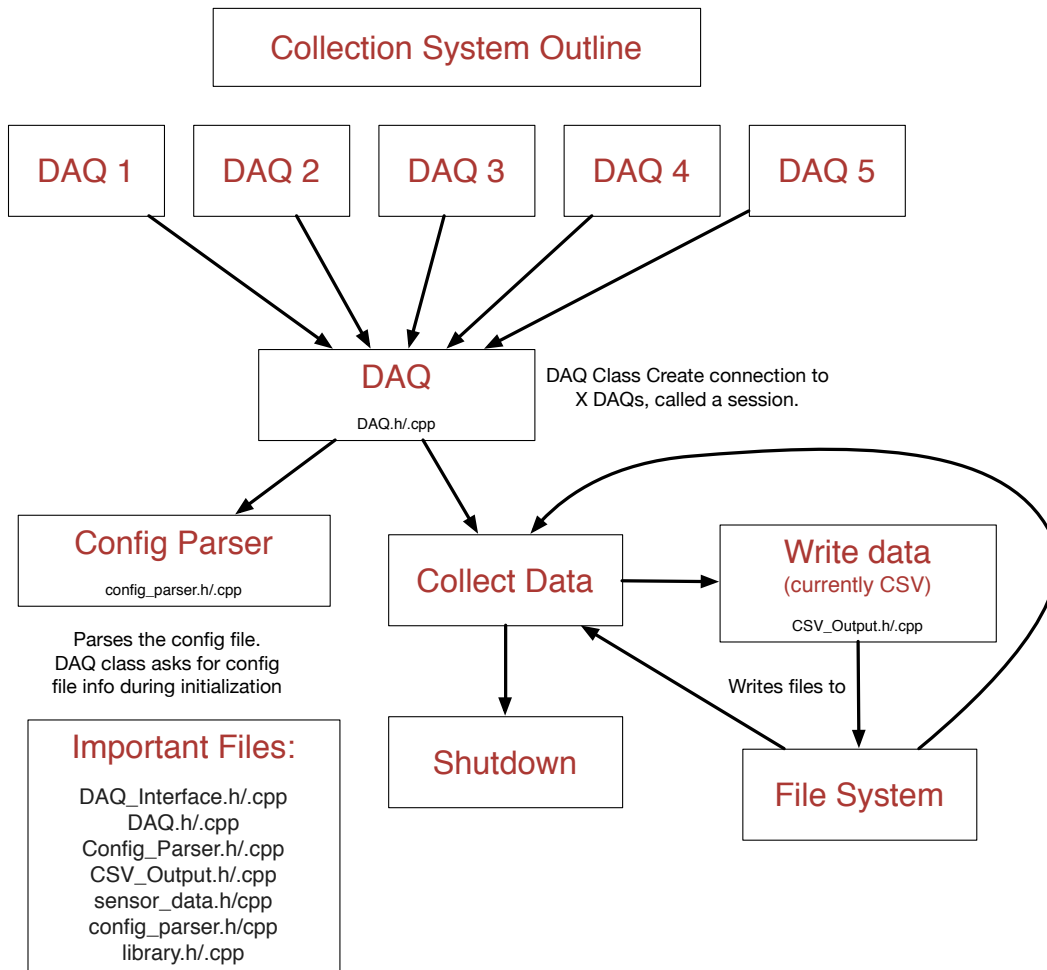 Collection System Outline
DAQ 1
DAQ 2
DAQ 3
DAQ 4
DAQ 5
DAQ
DAQ.h/.cpp
DAQ Class Create connection to
X DAQs, called a session.
Config Parser
config_parser.h/.cpp
Parses the config file.
DAQ class asks for config
file info during initialization
Collect Data
Write data
(currently CSV)
CSV_Output.h/.cpp
Writes files to
Shutdown
File System
Important Files:
DAQ_Interface.h/.cpp
DAQ.h/.cpp
Config_Parser.h/.cpp
CSV_Output.h/.cpp
sensor_data.h/cpp
config_parser.h/cpp
library.h/.cpp